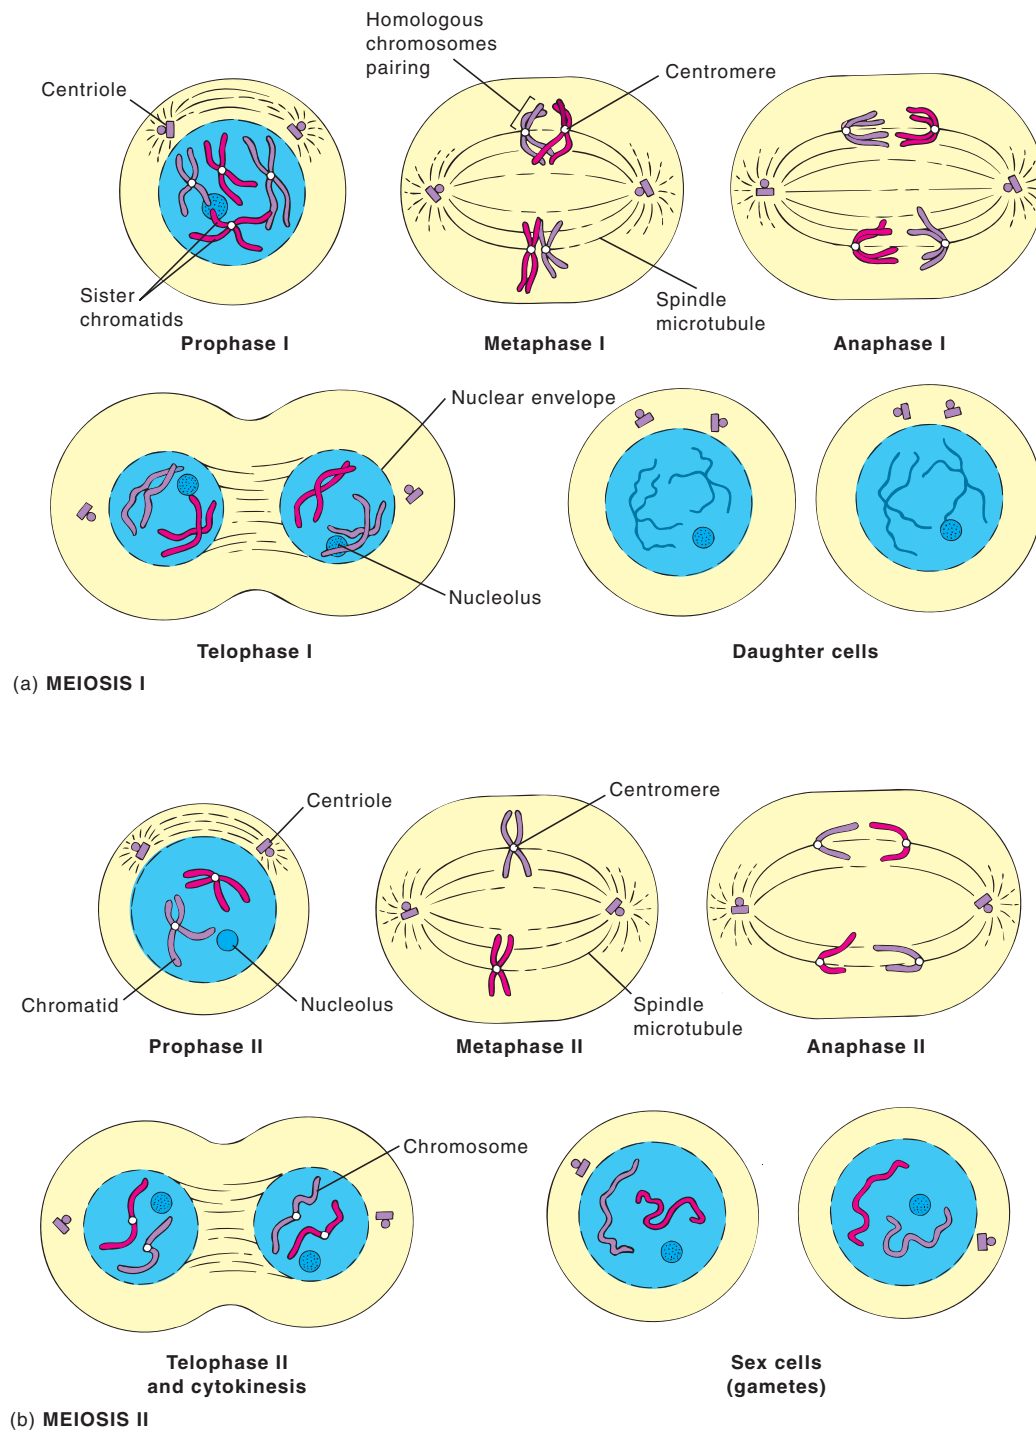 Homologous
chromosomes
pairing
Centriole
Centromere
Sister
chromatids
Spindle
microtubule
Prophase I
Metaphase I
Anaphase I
Nuclear envelope
Nucleolus
Telophase I
Daughter cells
(a) MEIOSIS I
Centriole
Centromere
Chromatid
Nucleolus
Spindle
microtubule
Prophase II
Metaphase II
Anaphase II
Chromosome
Telophase II
and cytokinesis
Sex cells
(gametes)
(b) MEIOSIS II